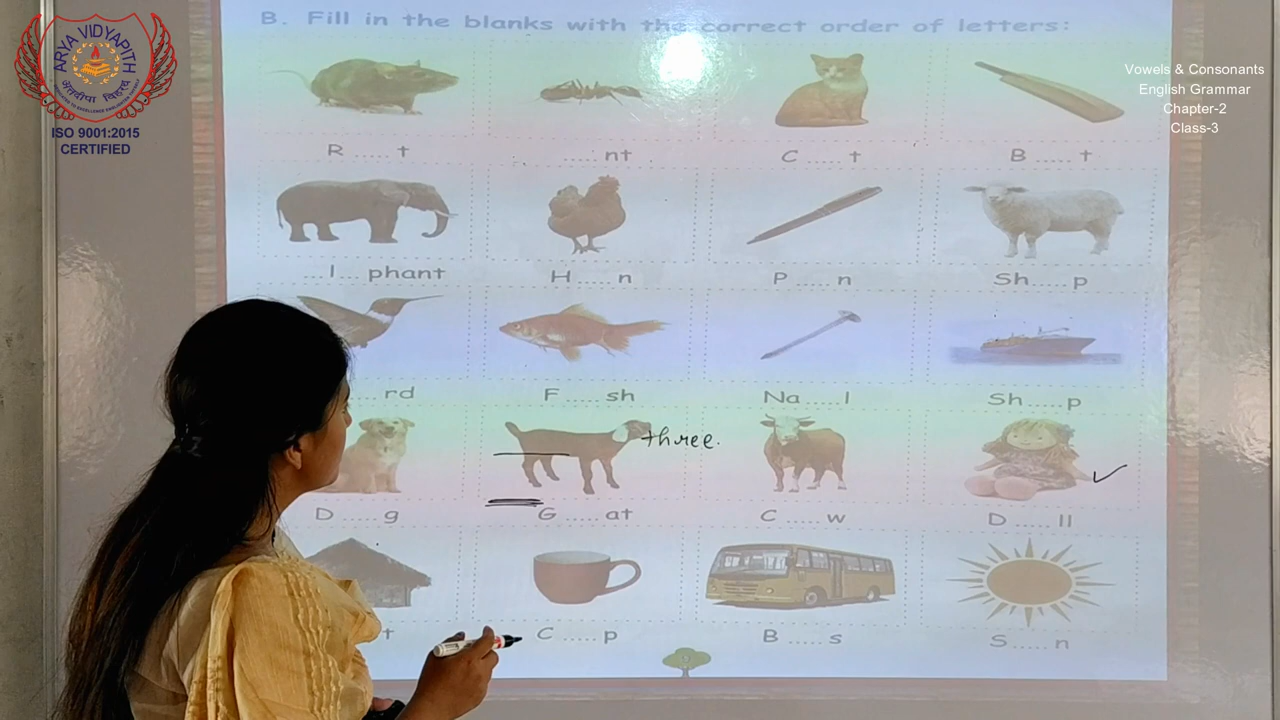 B. Fill in the blanks with the correct order of letters:
ARYA VIDYAPITH
ISO 9001:2015
CERTIFIED
Vowels & Consonants
English Grammar
Chapter-2
Class-3
R ..... t
..... nt
C ..... t
B ..... t
...l... phant
H ..... n
P ..... n
Sh..... p
... rd
F ..... sh
Na ..... l
Sh ..... p
three.
D ..... g
G ..... at
C ..... w
D ..... ll
t
C ..... p
B ..... s
S ..... n